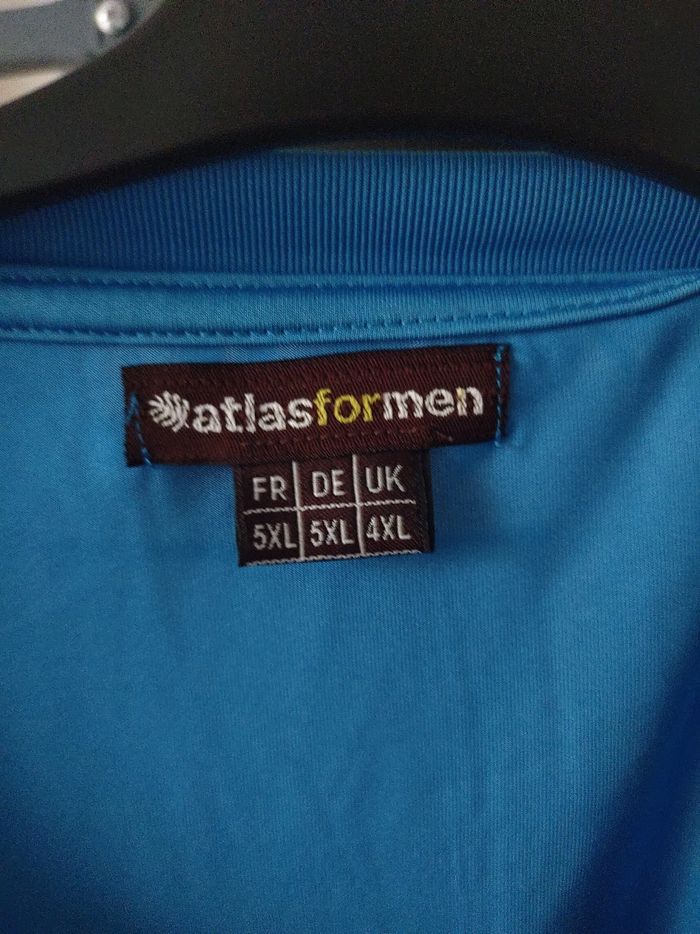 atlasformen
FR DE UK
5XL 5XL 4XL